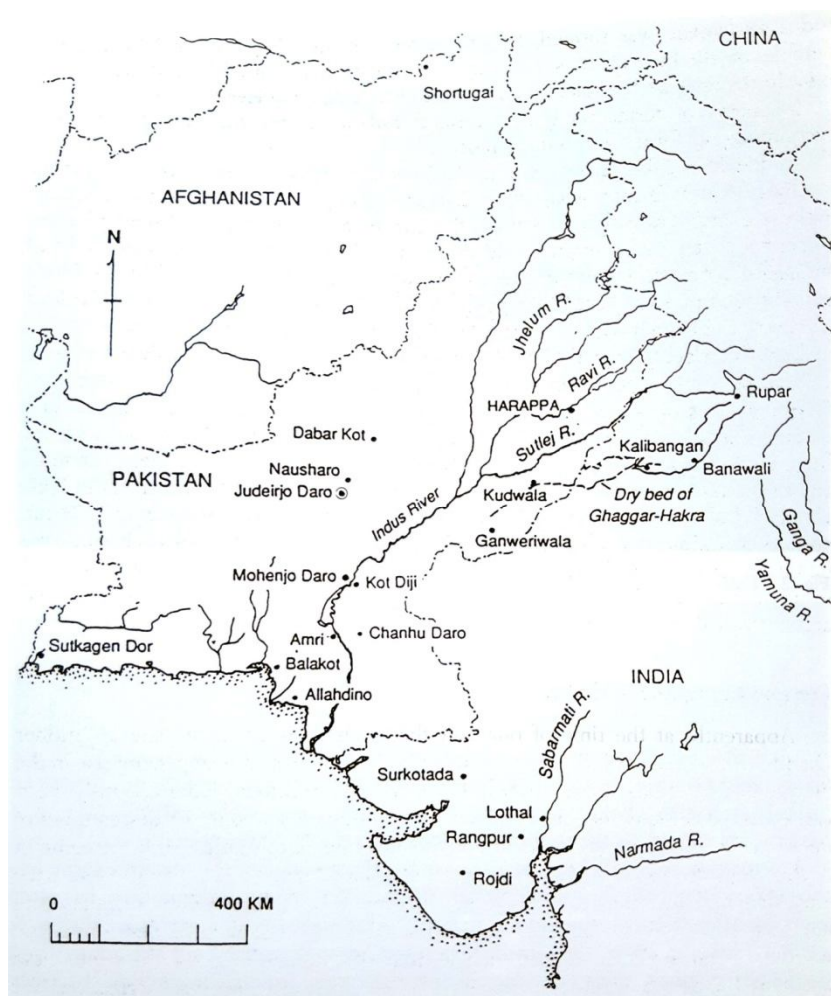 CHINA
Shortugai
AFGHANISTAN
N
Jhelum R.
Ravi R.
HARAPPA
Rupar
Sutlej R.
Dabar Kot
Kalibangan
Nausharo
Banawali
PAKISTAN
Judeirjo Daro
Kudwala
Dry bed of
Ghaggar-Hakra
Indus River
Ganga R.
Ganweriwala
Yamuna R.
Mohenjo Daro
Kot Diji
Amri
Chanhu Daro
Sutkagen Dor
Balakot
INDIA
Allahdino
Sabarmati R.
Surkotada
Lothal
Rangpur
Narmada R.
Rojdi
0 400 KM